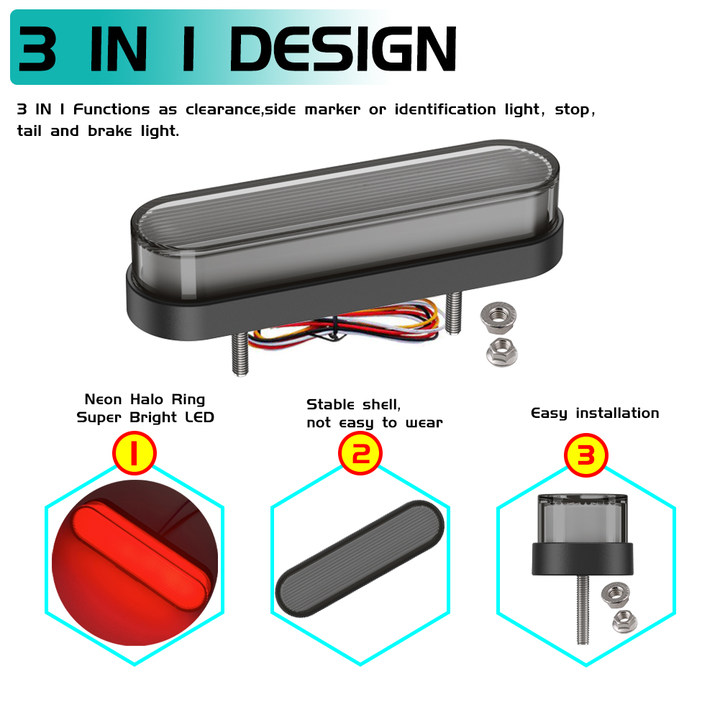 3 IN 1 DESIGN
3 IN 1 Functions as clearance,side marker or identification light, stop,
tail and brake light.
Neon Halo Ring
Super Bright LED
Stable shell,
not easy to wear
Easy installation
1
2
3